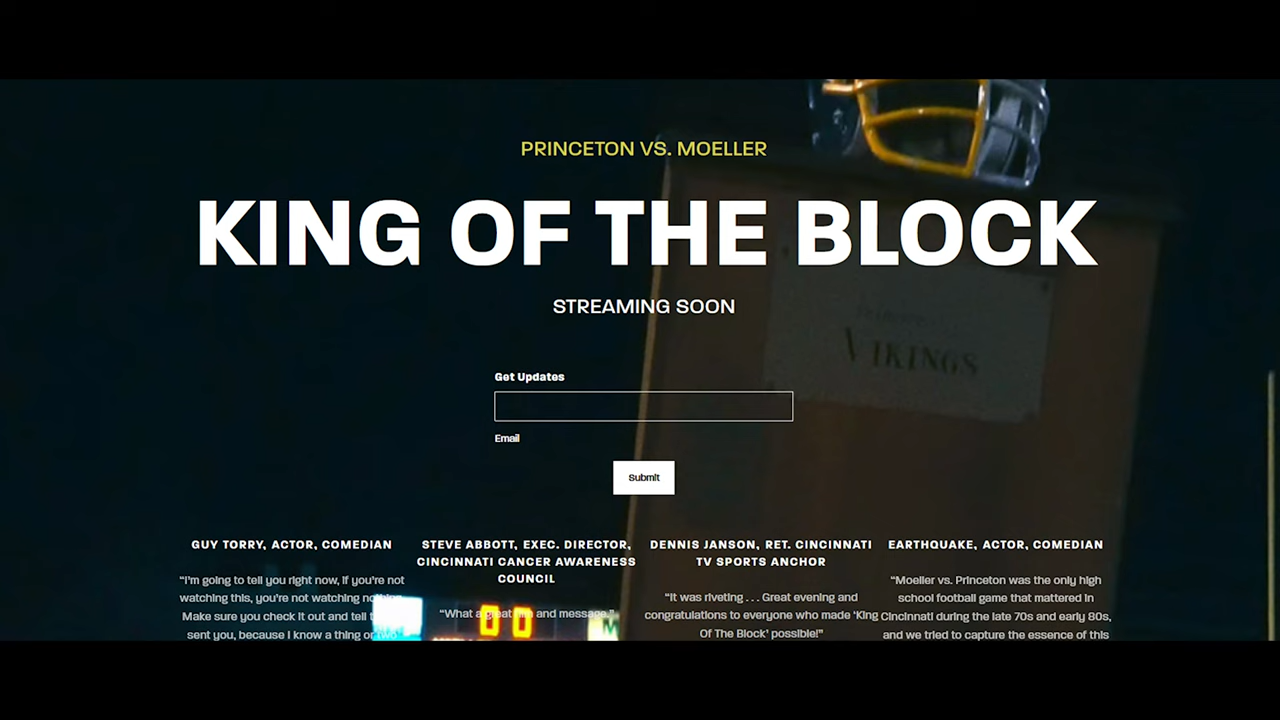 PRINCETON VS. MOELLER
KING OF THE BLOCK
STREAMING SOON
VIKINGS
Get Updates
Email
Submit
GUY TORRY, ACTOR, COMEDIAN
“I'm going to tell you right now, if you're not
watching this, you're not watching nothing.
Make sure you check it out and tell
sent you, because I know a thing or two
STEVE ABBOTT, EXEC. DIRECTOR,
CINCINNATI CANCER AWARENESS
COUNCIL
“What a great film and message.”
00
M
DENNIS JANSON, RET. CINCINNATI
TV SPORTS ANCHOR
“It was riveting . . . Great evening and
congratulations to everyone who made ‘King
Of The Block’ possible!”
EARTHQUAKE, ACTOR, COMEDIAN
“Moeller vs. Princeton was the only high
school football game that mattered in
Cincinnati during the late 70s and early 80s,
and we tried to capture the essence of this